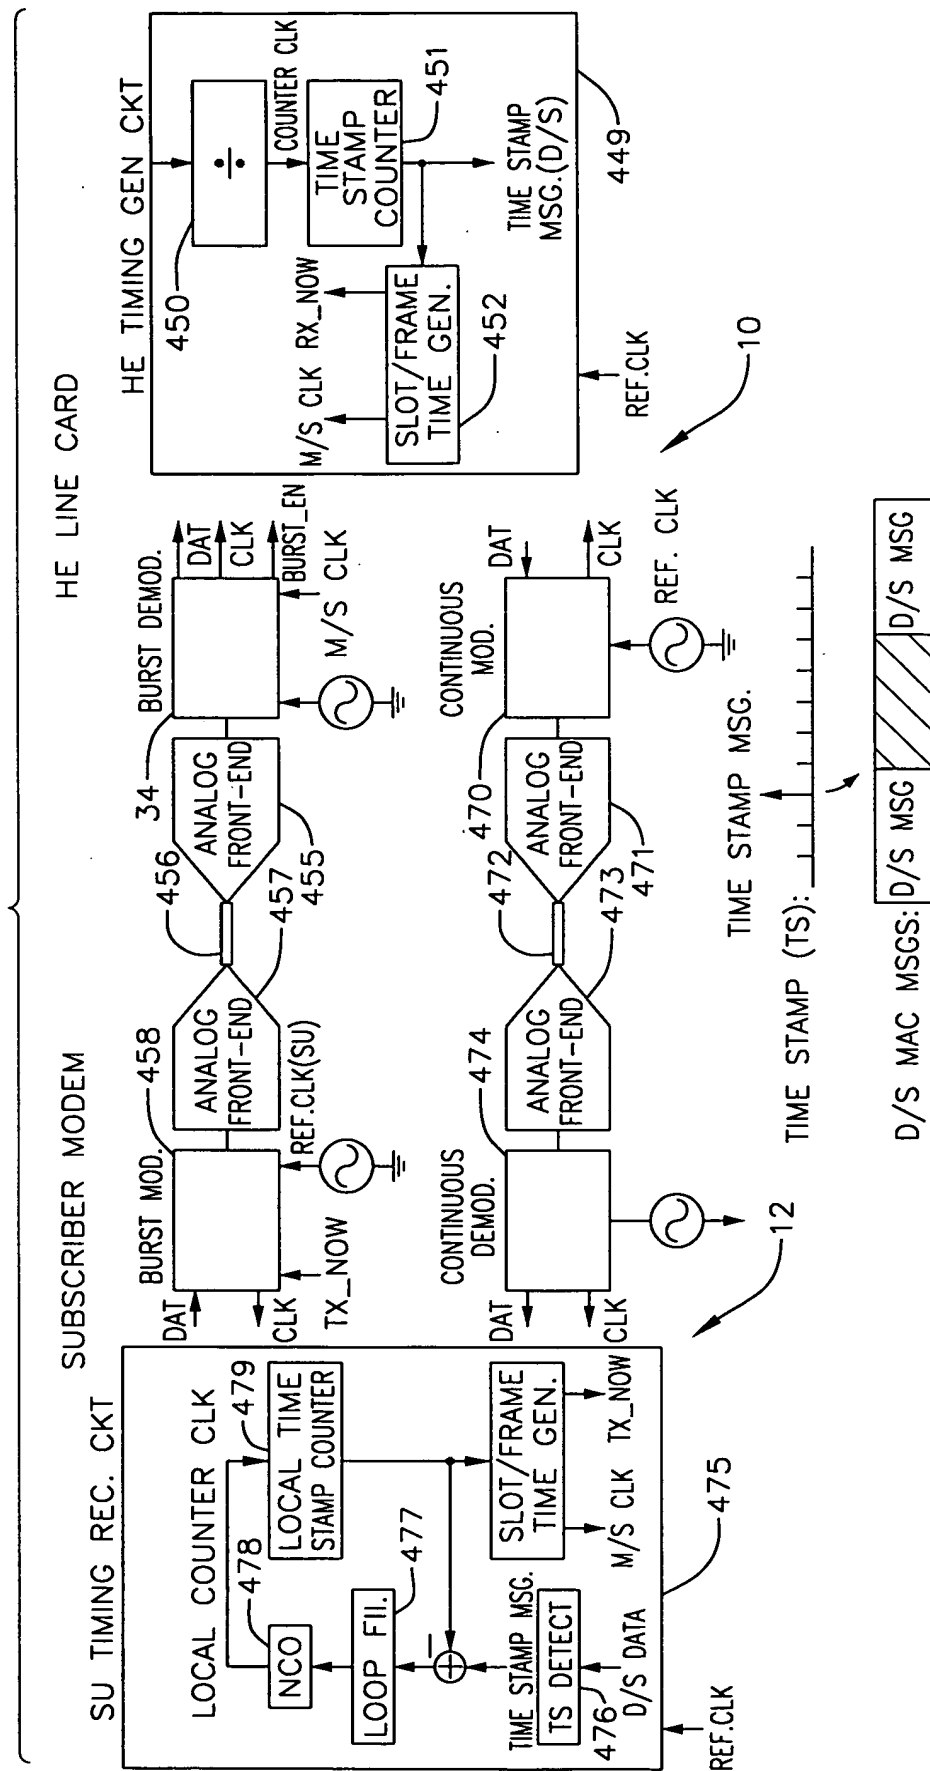 SUBSCRIBER MODEM
HE LINE CARD
SU TIMING REC. CKT
LOCAL COUNTER CLK
478
479
NCO
LOCAL TIME
STAMP COUNTER
LOOP FIl.
477
−
+
TIME STAMP MSG.
TS DETECT
476
D/S DATA
SLOT/FRAME
TIME GEN.
M/S CLK
TX_NOW
475
REF.CLK
12
BURST MOD.
458
DAT
CLK
TX_NOW
REF.CLK(SU)
ANALOG
FRONT-END
457
456
ANALOG
FRONT-END
455
34
BURST DEMOD.
DAT
CLK
BURST_EN
M/S CLK
CONTINUOUS
DEMOD.
474
DAT
CLK
ANALOG
FRONT-END
473
472
ANALOG
FRONT-END
471
470
CONTINUOUS
MOD.
DAT
CLK
REF. CLK
HE TIMING GEN CKT
450
÷
COUNTER CLK
TIME
STAMP
COUNTER
451
SLOT/FRAME
TIME GEN.
452
M/S CLK
RX_NOW
TIME STAMP
MSG.(D/S)
449
REF.CLK
10
TIME STAMP MSG.
TIME STAMP (TS):
D/S MAC MSGS:
D/S MSG
D/S MSG